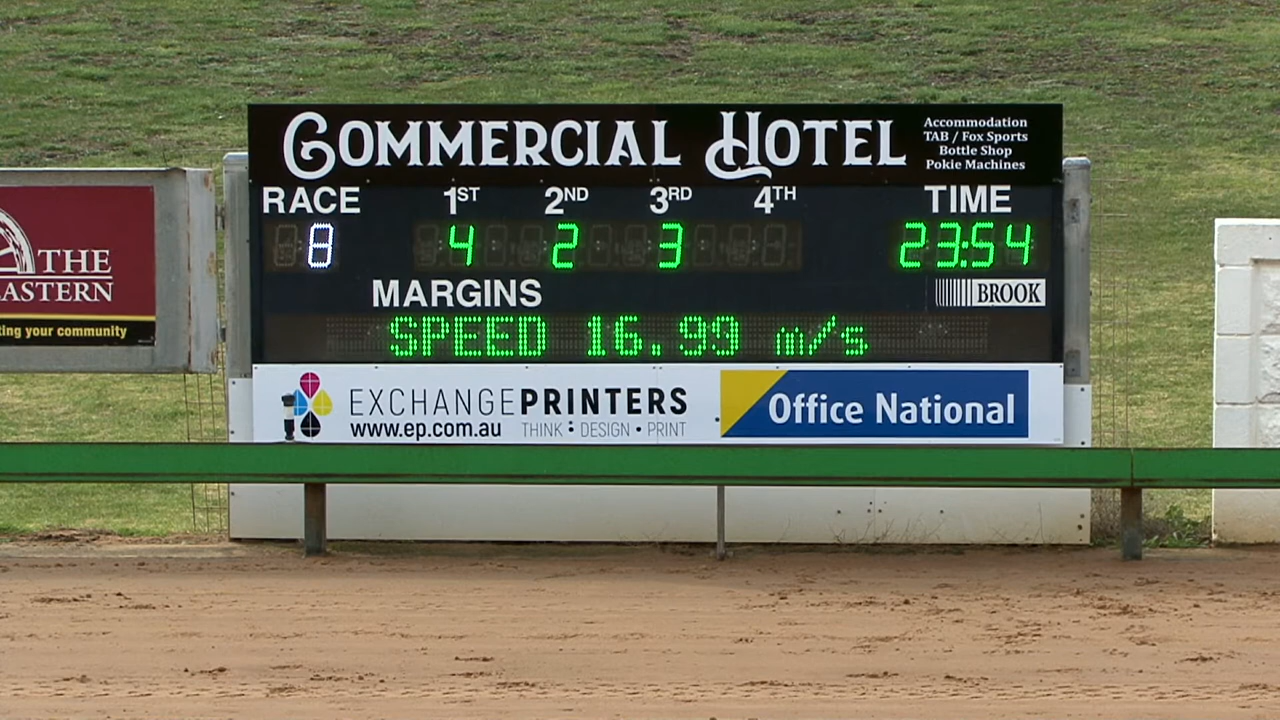 COMMERCIAL HOTEL
Accommodation
TAB / Fox Sports
Bottle Shop
Pokie Machines
RACE 1ST 2ND 3RD 4TH TIME
8 4 2 3 23:54
MARGINS
BROOK
SPEED 16.99 m/s
EXCHANGEPRINTERS
www.ep.com.au THINK • DESIGN • PRINT
Office National
THE
EASTERN
ting your community